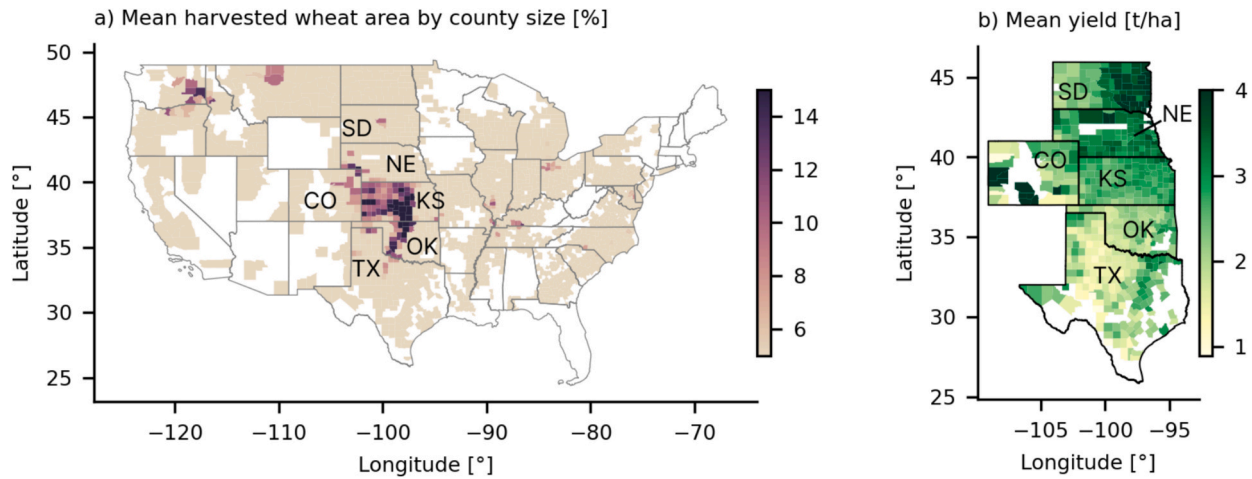 a) Mean harvested wheat area by county size [%]
50
45
40
35
30
25
Latitude [°]
SD
NE
CO
KS
OK
TX
−120
−110
−100
−90
−80
−70
Longitude [°]
14
12
10
8
6
b) Mean yield [t/ha]
45
40
35
30
25
Latitude [°]
SD
NE
CO
KS
OK
TX
−105
−100
−95
Longitude [°]
4
3
2
1